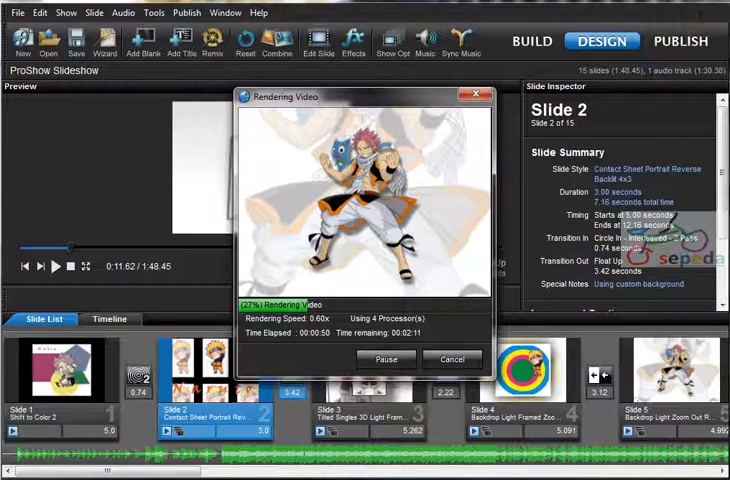 File Edit Show Slide Audio Tools Publish Window Help
New Open Save Wizard Add Blank Add Title Remix Reset Combine Edit Slide Effects Show Opt Music Sync Music
BUILD DESIGN PUBLISH
ProShow Slideshow
15 slides (1:48.45), 1 audio track (1:30.38)
Preview
Rendering Video
Slide Inspector
Slide 2
Slide 2 of 15
Slide Summary
Slide Style Contact Sheet Portrait Reverse
Backlit 4x3
Duration 3.00 seconds
7.16 seconds total time
Timing Starts at 5.00 seconds
Ends at 12.16 seconds
Transition In Circle In - Interlaced - 2 Pass
0.74 seconds
Transition Out Float Up
3.42 seconds
Special Notes Using custom background
sepeda
0:11.62 / 1:48.45
(27%) Rendering Video
Rendering Speed: 0.60x Using 4 Processor(s)
Time Elapsed : 00:00:50 Time remaining: 00:02:11
Pause Cancel
Slide List Timeline
0.74 3.42 2.22 3.12
Slide 1
Shift to Color 2
1
5.0
Slide 2
Contact Sheet Portrait Rev...
2
3.0
Slide 3
Tilted Singles 3D Light Fram...
3
5.262
Slide 4
Backdrop Light Framed Zoo...
4
5.091
Slide 5
Backdrop Light Zoom Out R...
4.992